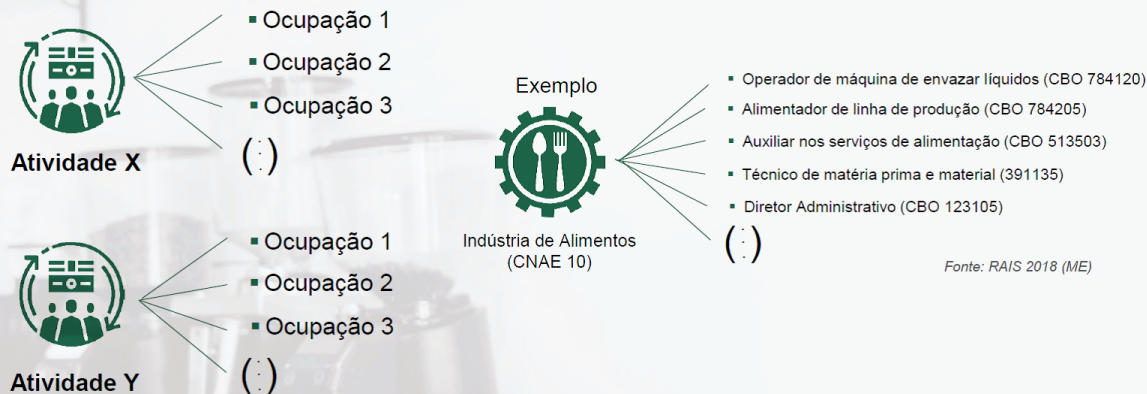 ▪ Ocupação 1
▪ Ocupação 2
▪ Ocupação 3
(⋮)
Atividade X
▪ Ocupação 1
▪ Ocupação 2
▪ Ocupação 3
(⋮)
Atividade Y
Exemplo
Indústria de Alimentos
(CNAE 10)
▪ Operador de máquina de envazar líquidos (CBO 784120)
▪ Alimentador de linha de produção (CBO 784205)
▪ Auxiliar nos serviços de alimentação (CBO 513503)
▪ Técnico de matéria prima e material (391135)
▪ Diretor Administrativo (CBO 123105)
(⋮)
Fonte: RAIS 2018 (ME)